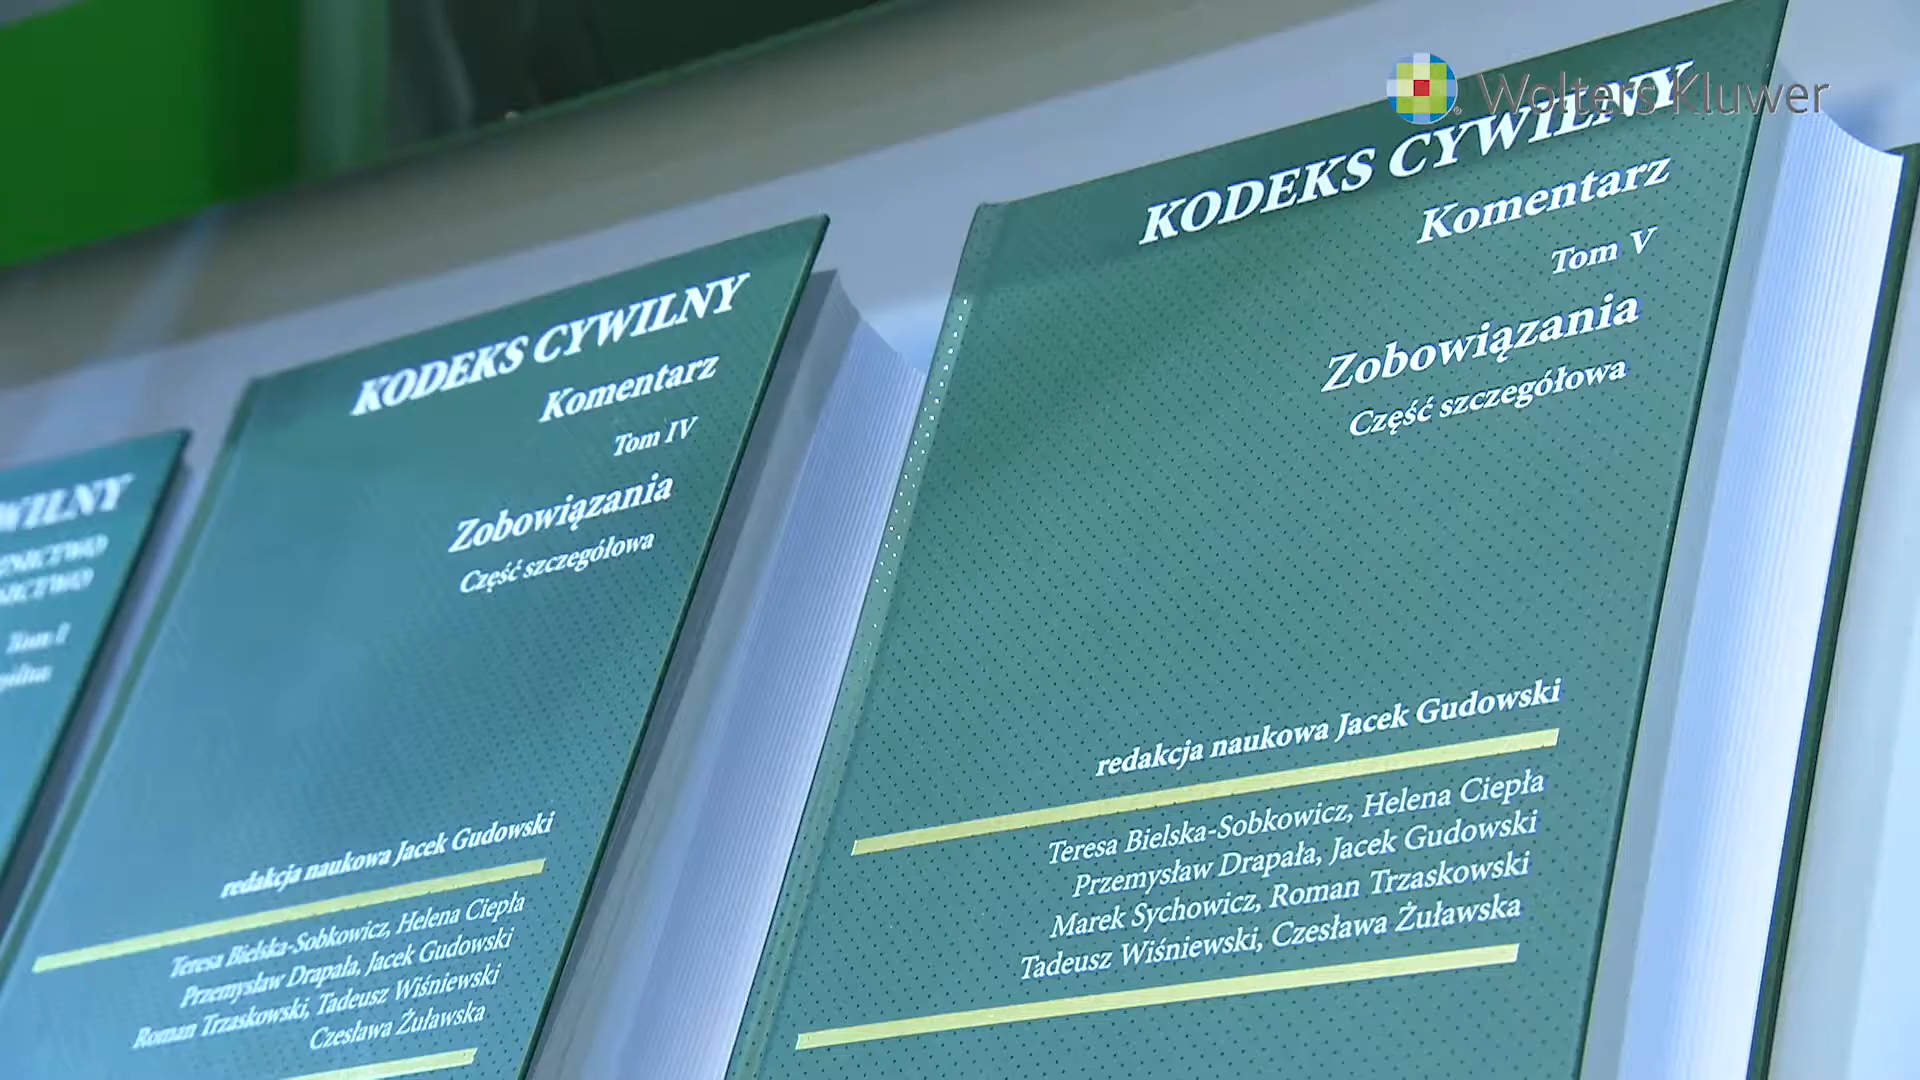 Wolters Kluwer
WILNY
Tom I
KODEKS CYWILNY
Komentarz
Tom IV
Zobowiązania
Część szczegółowa
redakcja naukowa Jacek Gudowski
Teresa Bielska-Sobkowicz, Helena Ciepła
Przemysław Drapała, Jacek Gudowski
Roman Trzaskowski, Tadeusz Wiśniewski
Czesława Żuławska
KODEKS CYWILNY
Komentarz
Tom V
Zobowiązania
Część szczegółowa
redakcja naukowa Jacek Gudowski
Teresa Bielska-Sobkowicz, Helena Ciepła
Przemysław Drapała, Jacek Gudowski
Marek Sychowicz, Roman Trzaskowski
Tadeusz Wiśniewski, Czesława Żuławska